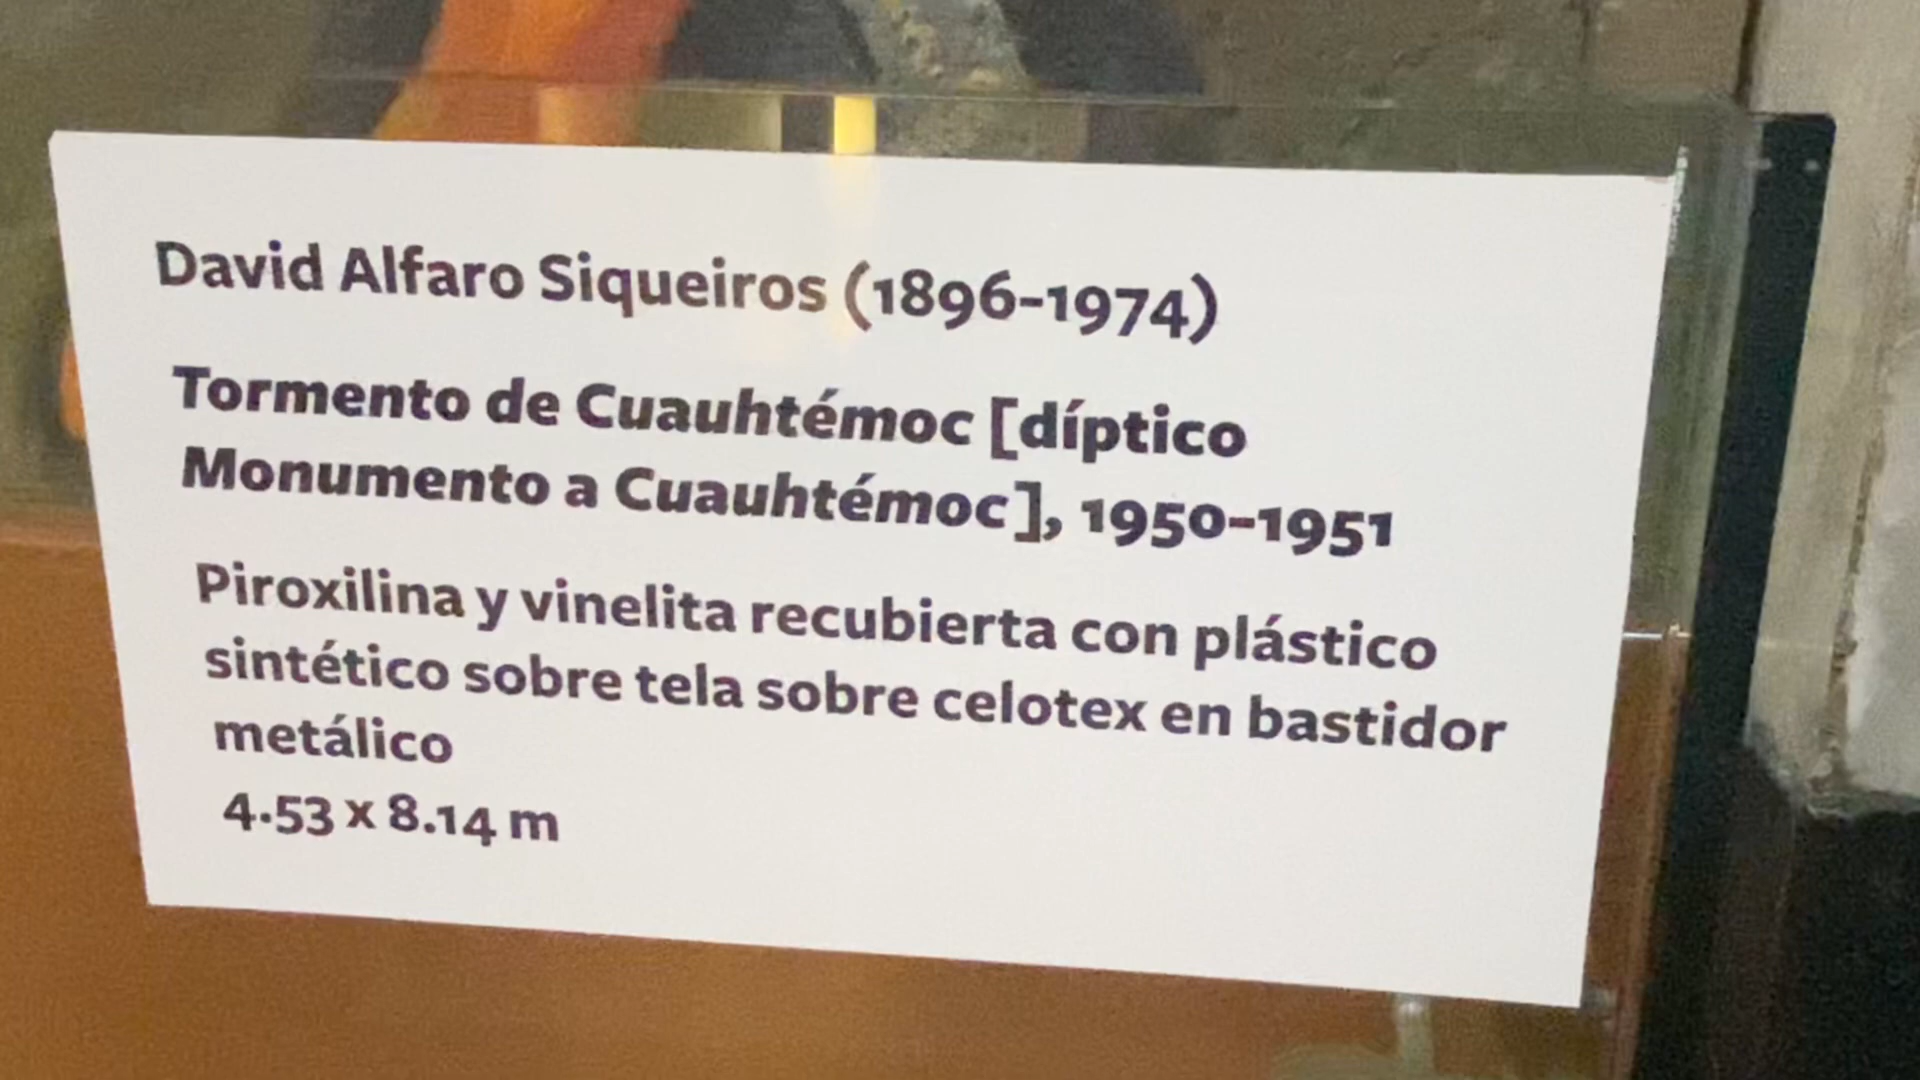 David Alfaro Siqueiros (1896-1974)
Tormento de Cuauhtémoc [díptico
Monumento a Cuauhtémoc], 1950-1951
Piroxilina y vinelita recubierta con plástico
sintético sobre tela sobre celotex en bastidor
metálico
4.53 x 8.14 m